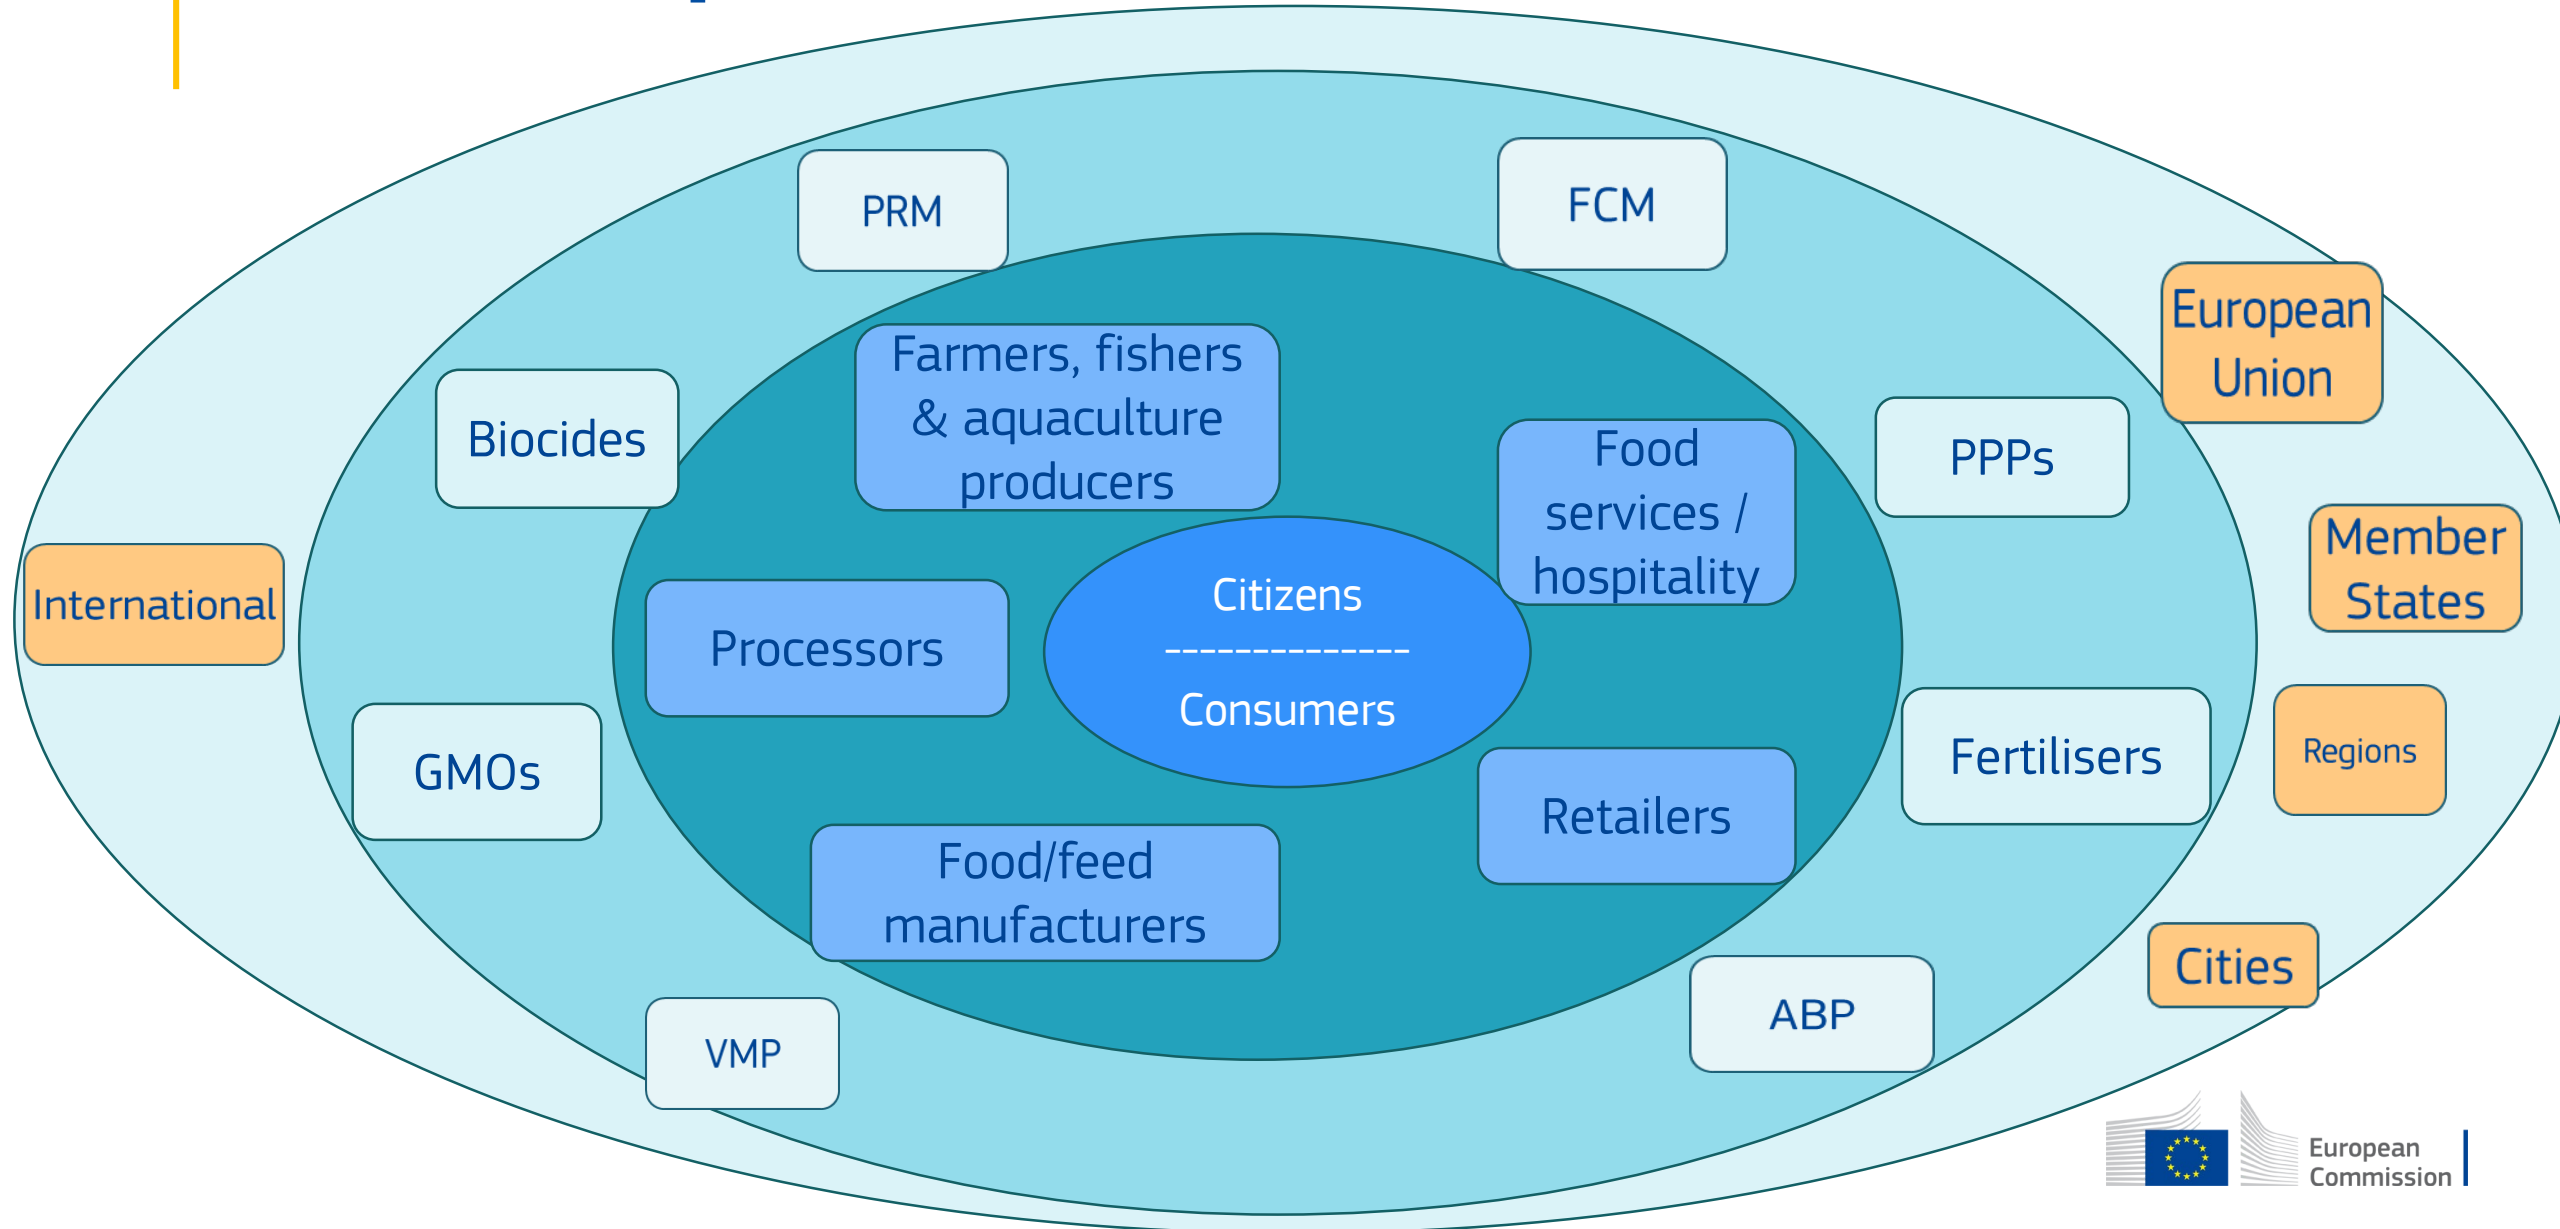 PRM
FCM
European
Union
Farmers, fishers
& aquaculture
producers
Biocides
Food
services /
hospitality
PPPs
Member
States
International
Processors
Citizens
--------------
Consumers
GMOs
Retailers
Fertilisers
Regions
Food/feed
manufacturers
Cities
VMP
ABP
European
Commission